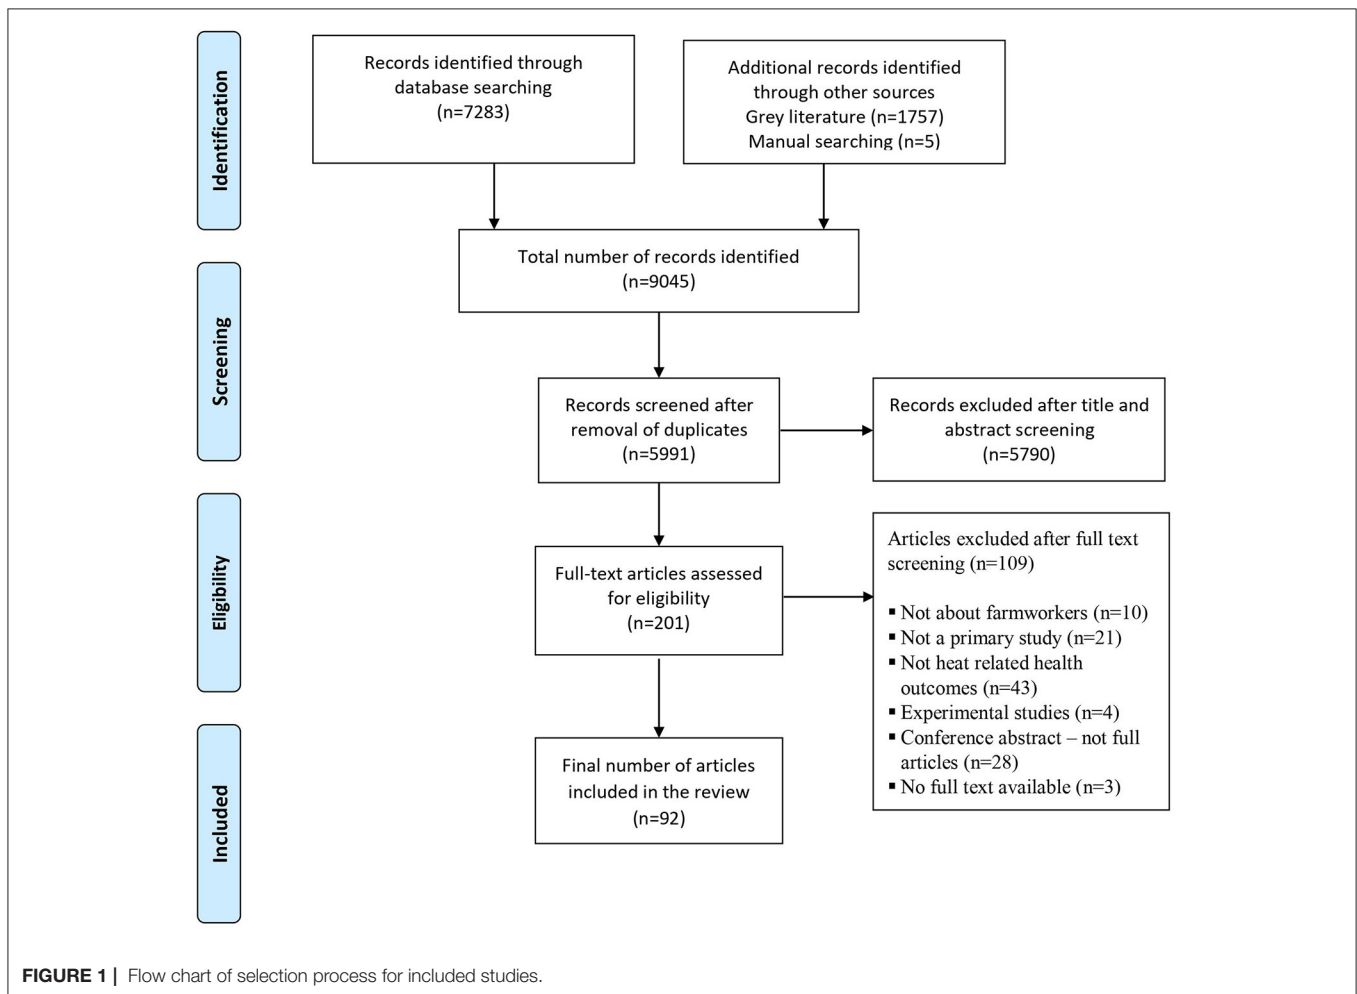 Identification
Records identified through
database searching
(n=7283)
Additional records identified
through other sources
Grey literature (n=1757)
Manual searching (n=5)
Total number of records identified
(n=9045)
Screening
Records screened after
removal of duplicates
(n=5991)
Records excluded after title and
abstract screening
(n=5790)
Eligibility
Full-text articles assessed
for eligibility
(n=201)
Articles excluded after full text
screening (n=109)
▪ Not about farmworkers (n=10)
▪ Not a primary study (n=21)
▪ Not heat related health
outcomes (n=43)
▪ Experimental studies (n=4)
▪ Conference abstract – not full
articles (n=28)
▪ No full text available (n=3)
Included
Final number of articles
included in the review
(n=92)
FIGURE 1 | Flow chart of selection process for included studies.